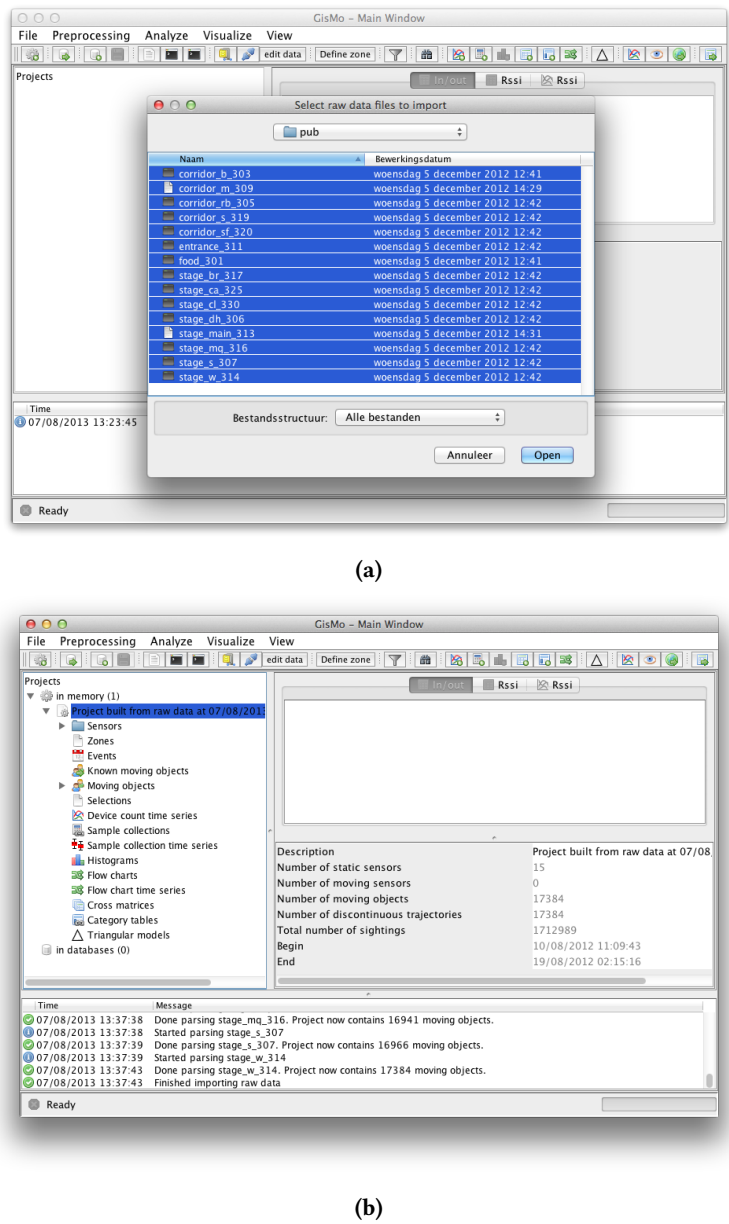 GisMo – Main Window
File Preprocessing Analyze Visualize View
edit data Define zone
Projects
In/out Rssi Rssi
Select raw data files to import
pub
Naam Bewerkingsdatum
corridor_b_303 woensdag 5 december 2012 12:41
corridor_m_309 woensdag 5 december 2012 14:29
corridor_rb_305 woensdag 5 december 2012 12:42
corridor_s_319 woensdag 5 december 2012 12:42
corridor_sf_320 woensdag 5 december 2012 12:42
entrance_311 woensdag 5 december 2012 12:42
food_301 woensdag 5 december 2012 12:41
stage_br_317 woensdag 5 december 2012 12:42
stage_ca_325 woensdag 5 december 2012 12:42
stage_cl_330 woensdag 5 december 2012 12:42
stage_dh_306 woensdag 5 december 2012 12:42
stage_main_313 woensdag 5 december 2012 14:31
stage_mq_316 woensdag 5 december 2012 12:42
stage_s_307 woensdag 5 december 2012 12:42
stage_w_314 woensdag 5 december 2012 12:42
Bestandsstructuur: Alle bestanden
Annuleer Open
Time
07/08/2013 13:23:45
Ready
(a)
GisMo – Main Window
File Preprocessing Analyze Visualize View
edit data Define zone
Projects
in memory (1)
Project built from raw data at 07/08/2013
Sensors
Zones
Events
Known moving objects
Moving objects
Selections
Device count time series
Sample collections
Sample collection time series
Histograms
Flow charts
Flow chart time series
Cross matrices
Category tables
Triangular models
in databases (0)
In/out Rssi Rssi
Description Project built from raw data at 07/08,
Number of static sensors 15
Number of moving sensors 0
Number of moving objects 17384
Number of discontinuous trajectories 17384
Total number of sightings 1712989
Begin 10/08/2012 11:09:43
End 19/08/2012 02:15:16
Time Message
07/08/2013 13:37:38 Done parsing stage_mq_316. Project now contains 16941 moving objects.
07/08/2013 13:37:38 Started parsing stage_s_307
07/08/2013 13:37:39 Done parsing stage_s_307. Project now contains 16966 moving objects.
07/08/2013 13:37:39 Started parsing stage_w_314
07/08/2013 13:37:43 Done parsing stage_w_314. Project now contains 17384 moving objects.
07/08/2013 13:37:43 Finished importing raw data
Ready
(b)